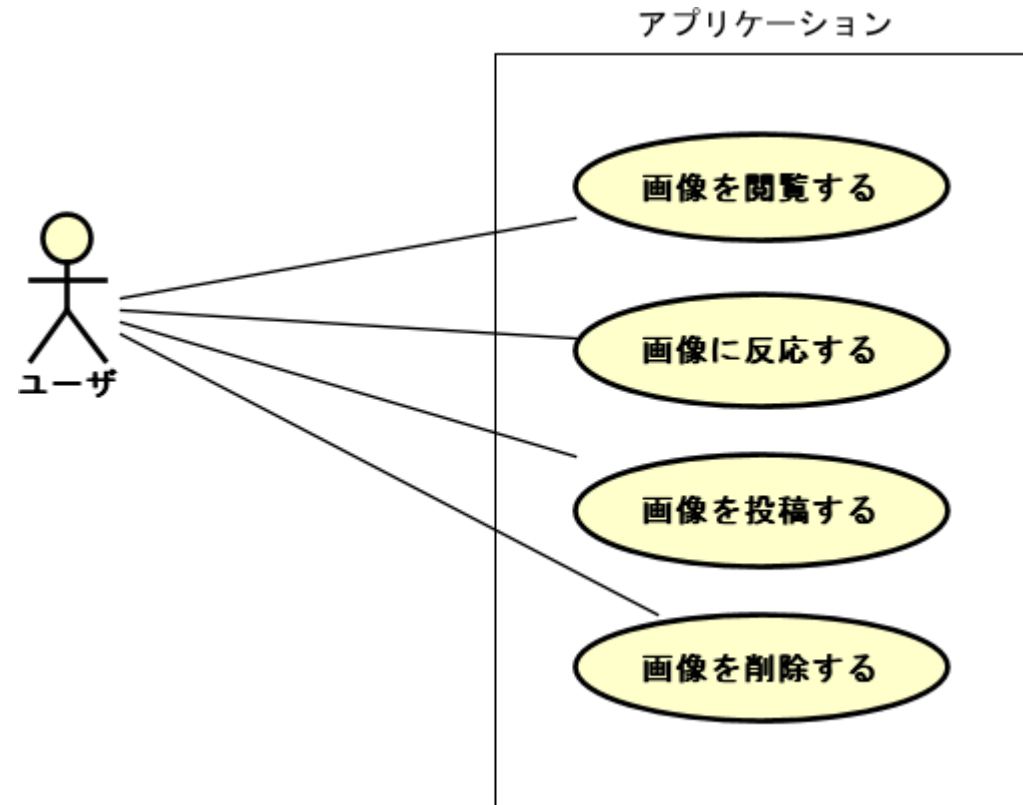 アプリケーション
画像を閲覧する
画像に反応する
ユーザ
画像を投稿する
画像を削除する